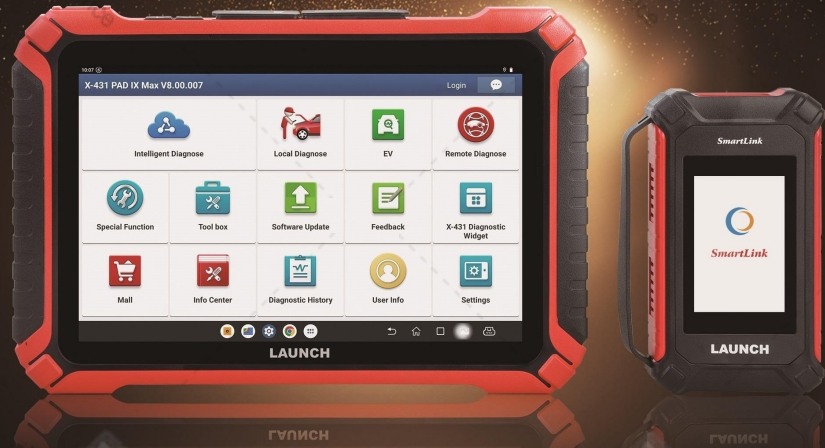 10:07
X-431 PAD IX Max V8.00.007
Login
Intelligent Diagnose
Local Diagnose
EV
Remote Diagnose
Special Function
Tool box
Software Update
Feedback
X-431 Diagnostic
Widget
Mall
Info Center
Diagnostic History
User Info
Settings
LAUNCH
SmartLink
SmartLink
LAUNCH
LAUNCH
LAUNCH